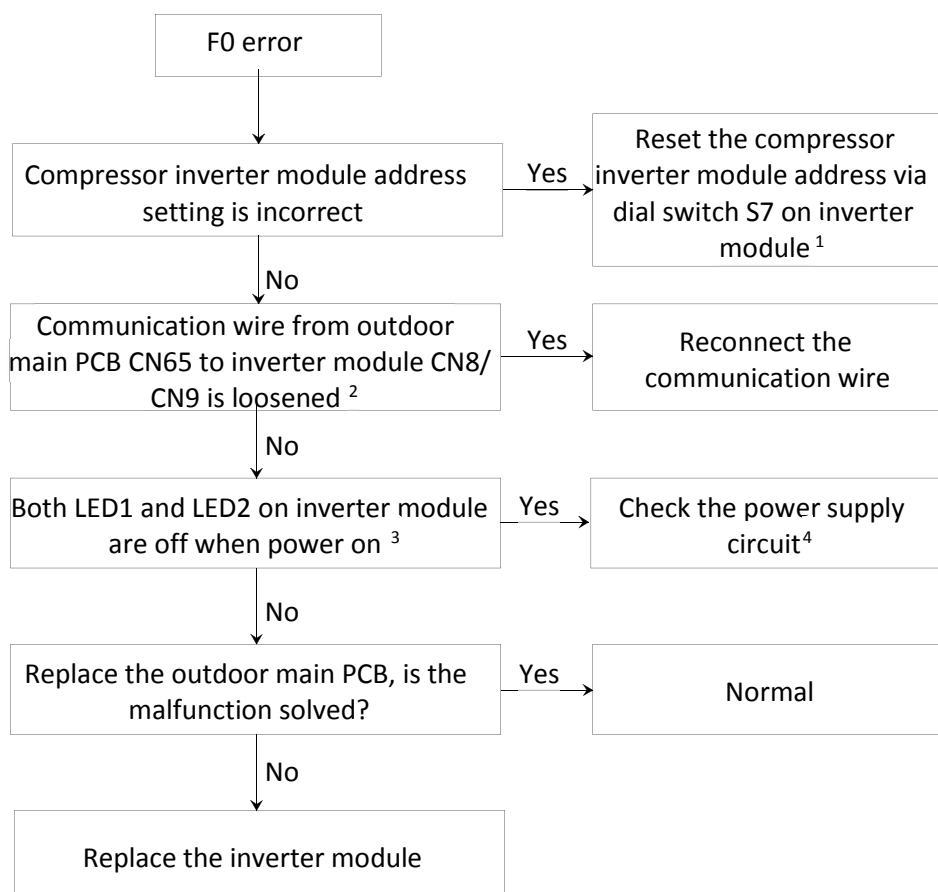 F0 error
Compressor inverter module address
setting is incorrect
Yes
Reset the compressor
inverter module address via
dial switch S7 on inverter
module 1
No
Communication wire from outdoor
main PCB CN65 to inverter module CN8/
CN9 is loosened 2
Yes
Reconnect the
communication wire
No
Both LED1 and LED2 on inverter module
are off when power on 3
Yes
Check the power supply
circuit4
No
Replace the outdoor main PCB, is the
malfunction solved?
Yes
Normal
No
Replace the inverter module